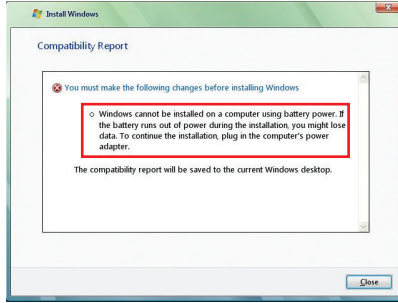 Install Windows
Compatibility Report
You must make the following changes before installing Windows
Windows cannot be installed on a computer using battery power. If
the battery runs out of power during the installation, you might lose
data. To continue the installation, plug in the computer's power
adapter.
The compatibility report will be saved to the current Windows desktop.
Close